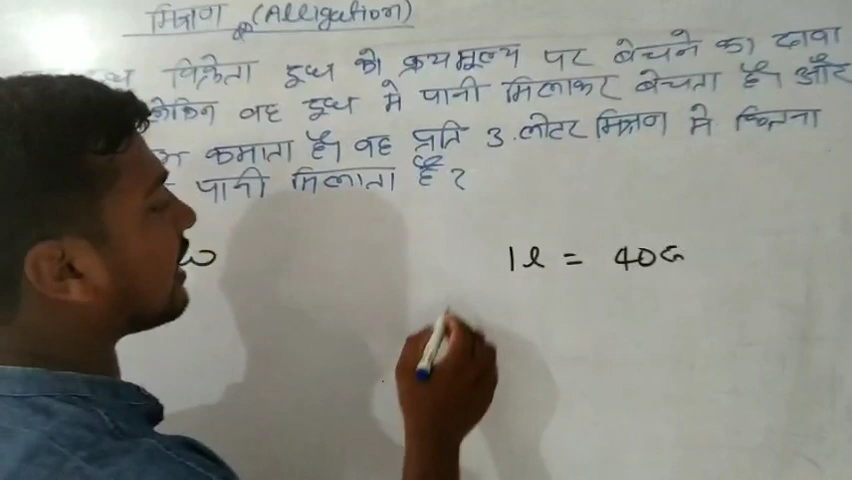 मिश्रण (Alligation)
दूध विक्रेता दूध को क्रयमूल्य पर बेचने का दावा
लेकिन वह दूध मे पानी मिलाकर बेचता है। और
कमाता है। वह प्रति 3 लीटर मिश्रण मे कितना
पानी मिलाता है?
1l = 40